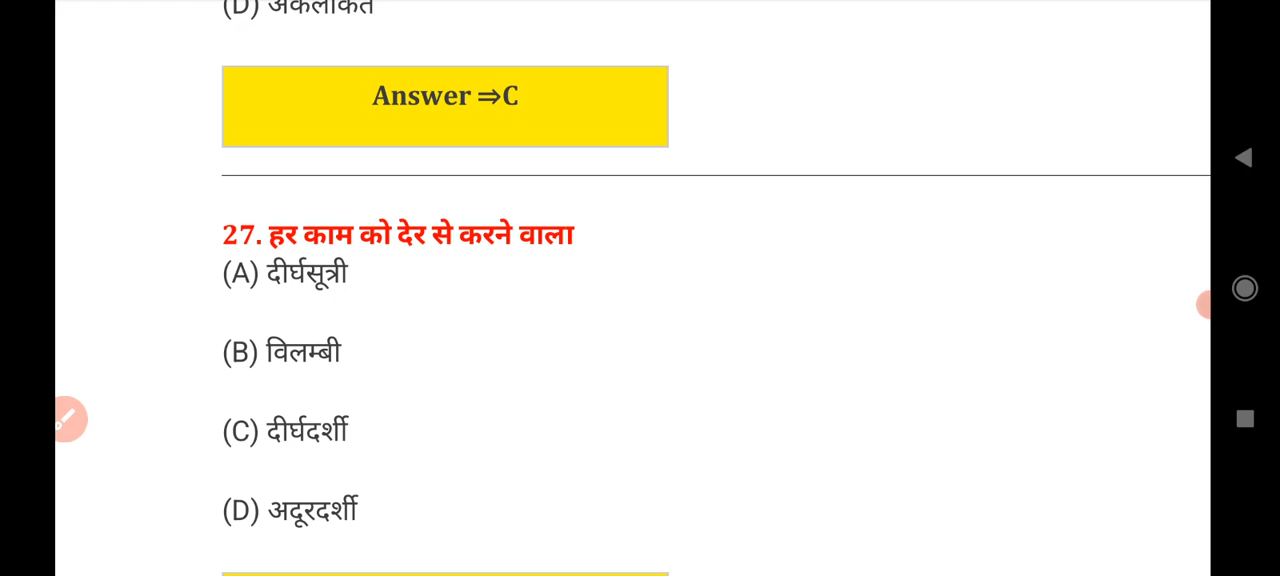 (D)
Answer ⇒C
27. हर काम को देर से करने वाला
(A) दीर्घसूत्री
(B) विलम्बी
(C) दीर्घदर्शी
(D) अदूरदर्शी